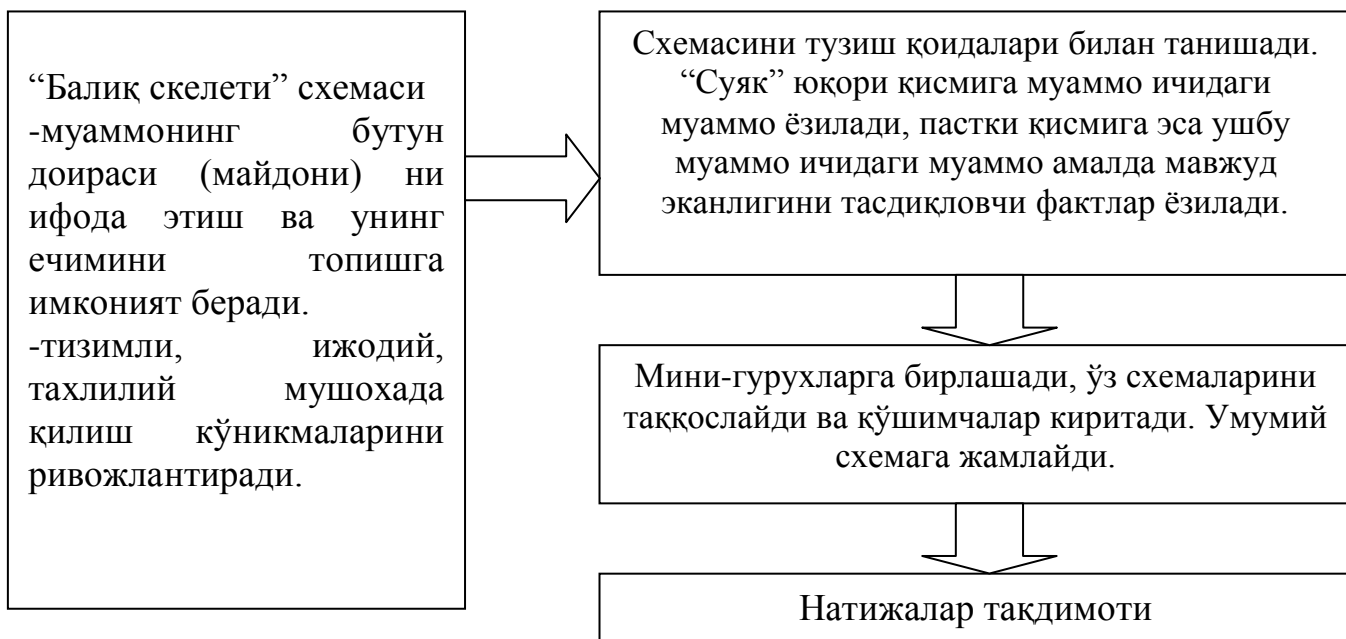 “Балиқ скелети” схемаси
-муаммонинг бутун
доираси (майдони) ни
ифода этиш ва унинг
ечимини топишга
имконият беради.
-тизимли, ижодий,
тахлилий мушохада
қилиш кўникмаларини
ривожлантиради.
Схемасини тузиш қоидалари билан танишади.
“Суяк” юқори қисмига муаммо ичидаги
муаммо ёзилади, пастки қисмига эса ушбу
муаммо ичидаги муаммо амалда мавжуд
эканлигини тасдиқловчи фактлар ёзилади.
Мини-гурухларга бирлашади, ўз схемаларини
таққослайди ва қўшимчалар киритади. Умумий
схемага жамлайди.
Натижалар тақдимоти